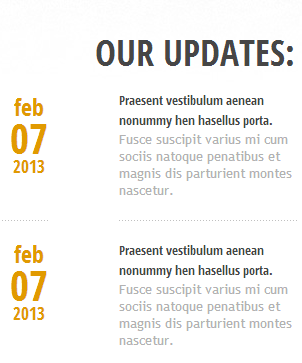 OUR UPDATES:
feb
07
2013
Praesent vestibulum aenean
nonummy hen hasellus porta.
Fusce suscipit varius mi cum
sociis natoque penatibus et
magnis dis parturient montes
nascetur.
feb
07
2013
Praesent vestibulum aenean
nonummy hen hasellus porta.
Fusce suscipit varius mi cum
sociis natoque penatibus et
magnis dis parturient montes
nascetur.